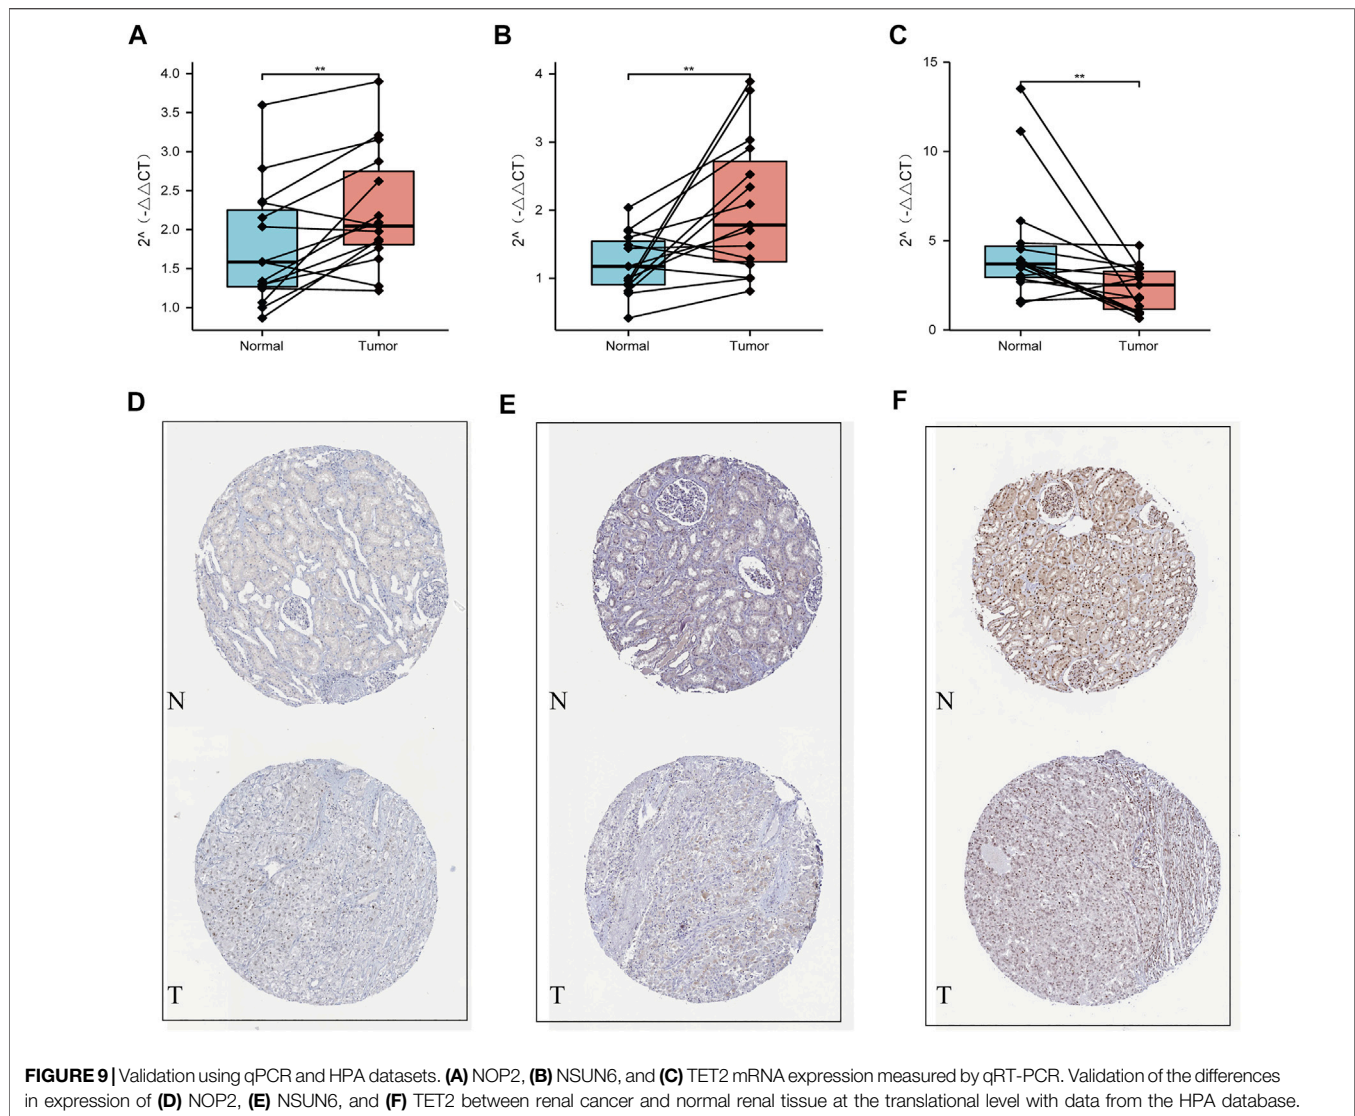 A
B
C
2^ (-△△CT)
4.0
3.5
3.0
2.5
2.0
1.5
1.0
**
Normal
Tumor
2^ (-△△CT)
4
3
2
1
**
Normal
Tumor
2^ (-△△CT)
15
10
5
0
**
Normal
Tumor
D
E
F
N
N
N
T
T
T
FIGURE 9 | Validation using qPCR and HPA datasets. (A) NOP2, (B) NSUN6, and (C) TET2 mRNA expression measured by qRT-PCR. Validation of the differences
in expression of (D) NOP2, (E) NSUN6, and (F) TET2 between renal cancer and normal renal tissue at the translational level with data from the HPA database.